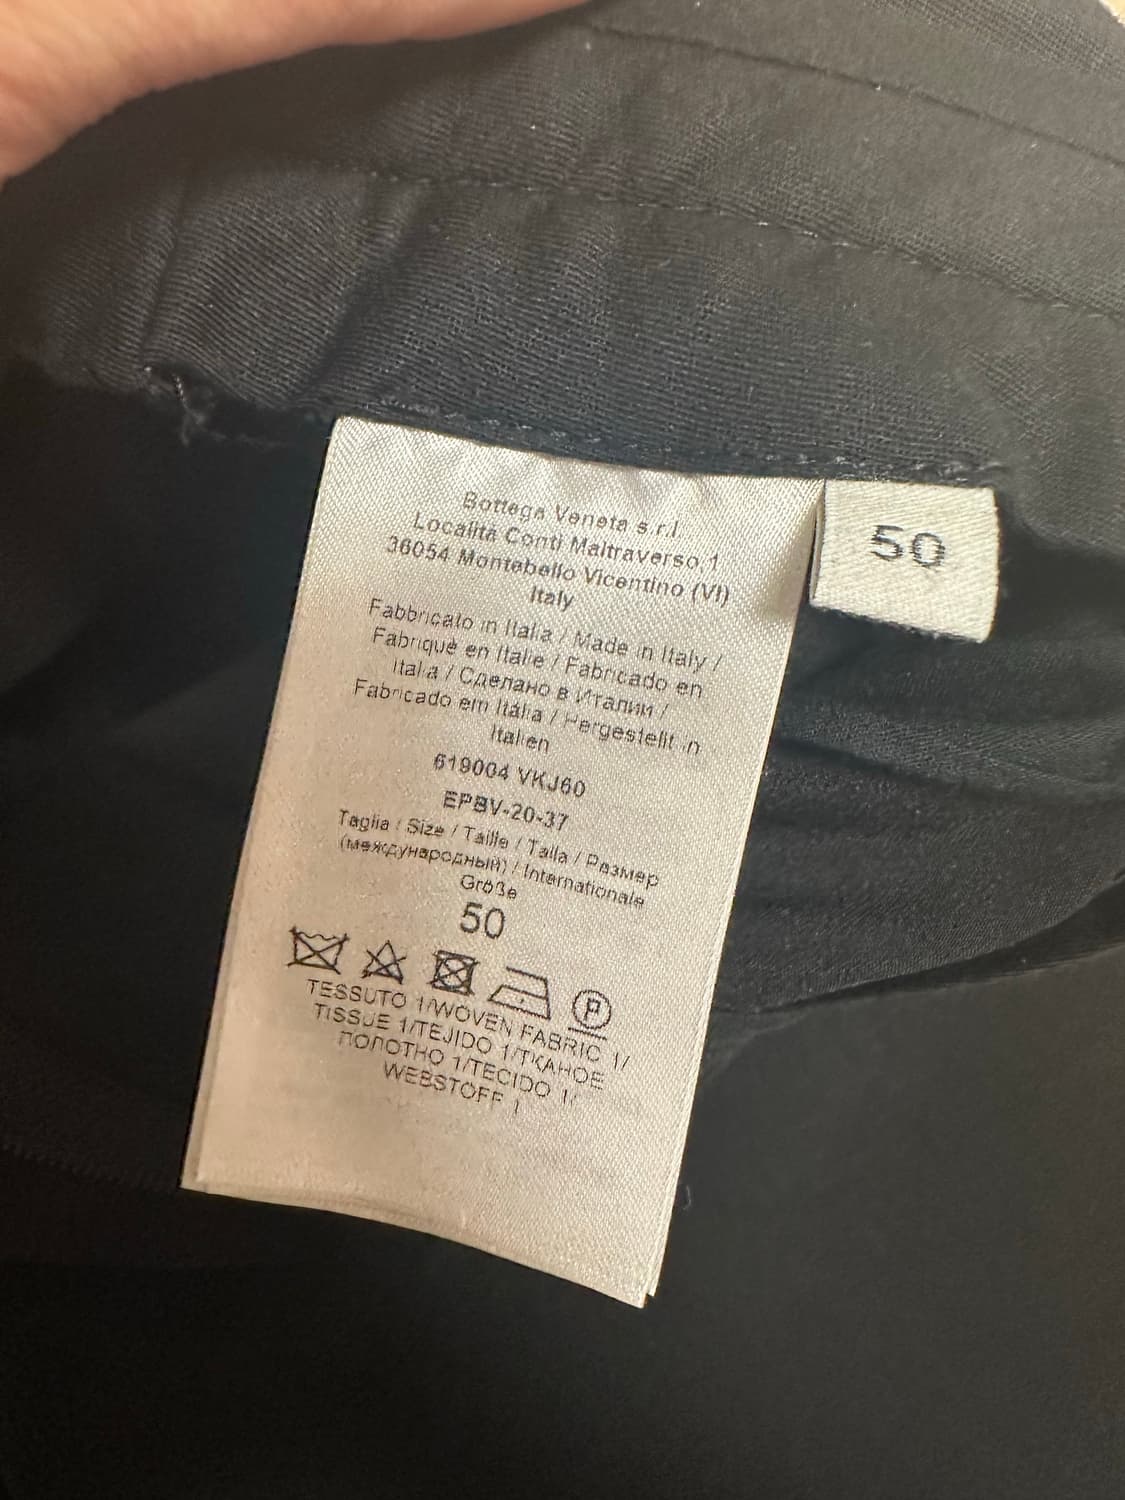 Bottega Veneta s.r.l.
Località Conti Maltraverso,1
36054 Montebello Vicentino (VI)
Italy
Fabbricato in Italia / Made in Italy /
Fabriqué en Italie / Fabricado en
Italia / Сделано в Италии /
Fabricado em Itália / Hergestellt in
Italien
619004 VKJ60
EPBV-20-37
Taglia / Size / Taille / Talla / Размер
(международный) / Internationale
Größe
50
P
TESSUTO 1/WOVEN FABRIC 1/
TISSUE 1/TEJIDO 1/ТКАНОЕ
ПОЛОТНО 1/TECIDO 1/
WEBSTOFF 1
50